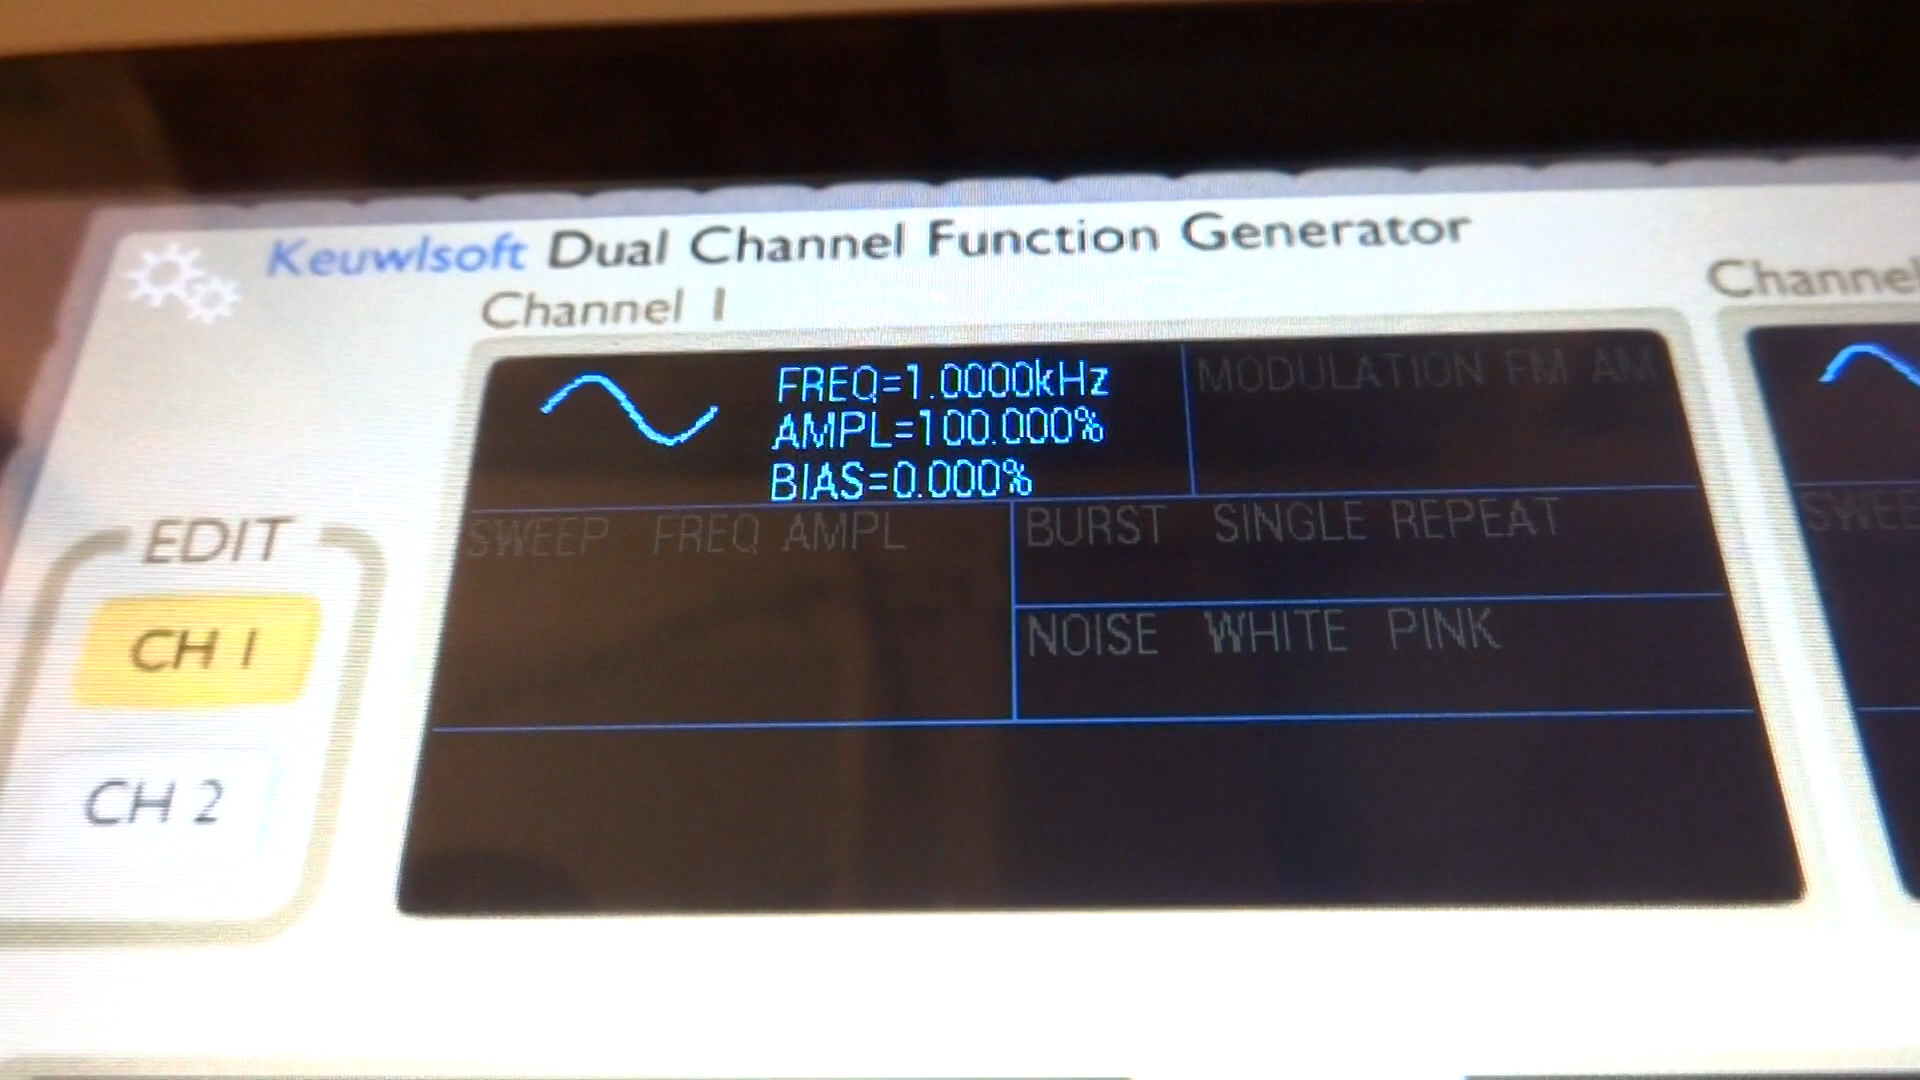 Keuwlsoft Dual Channel Function Generator
Channel 1
Channel
FREQ=1.0000kHz
AMPL=100.000%
BIAS=0.000%
MODULATION FM AM
SWEEP FREQ AMPL
BURST SINGLE REPEAT
NOISE WHITE PINK
EDIT
CH 1
CH 2